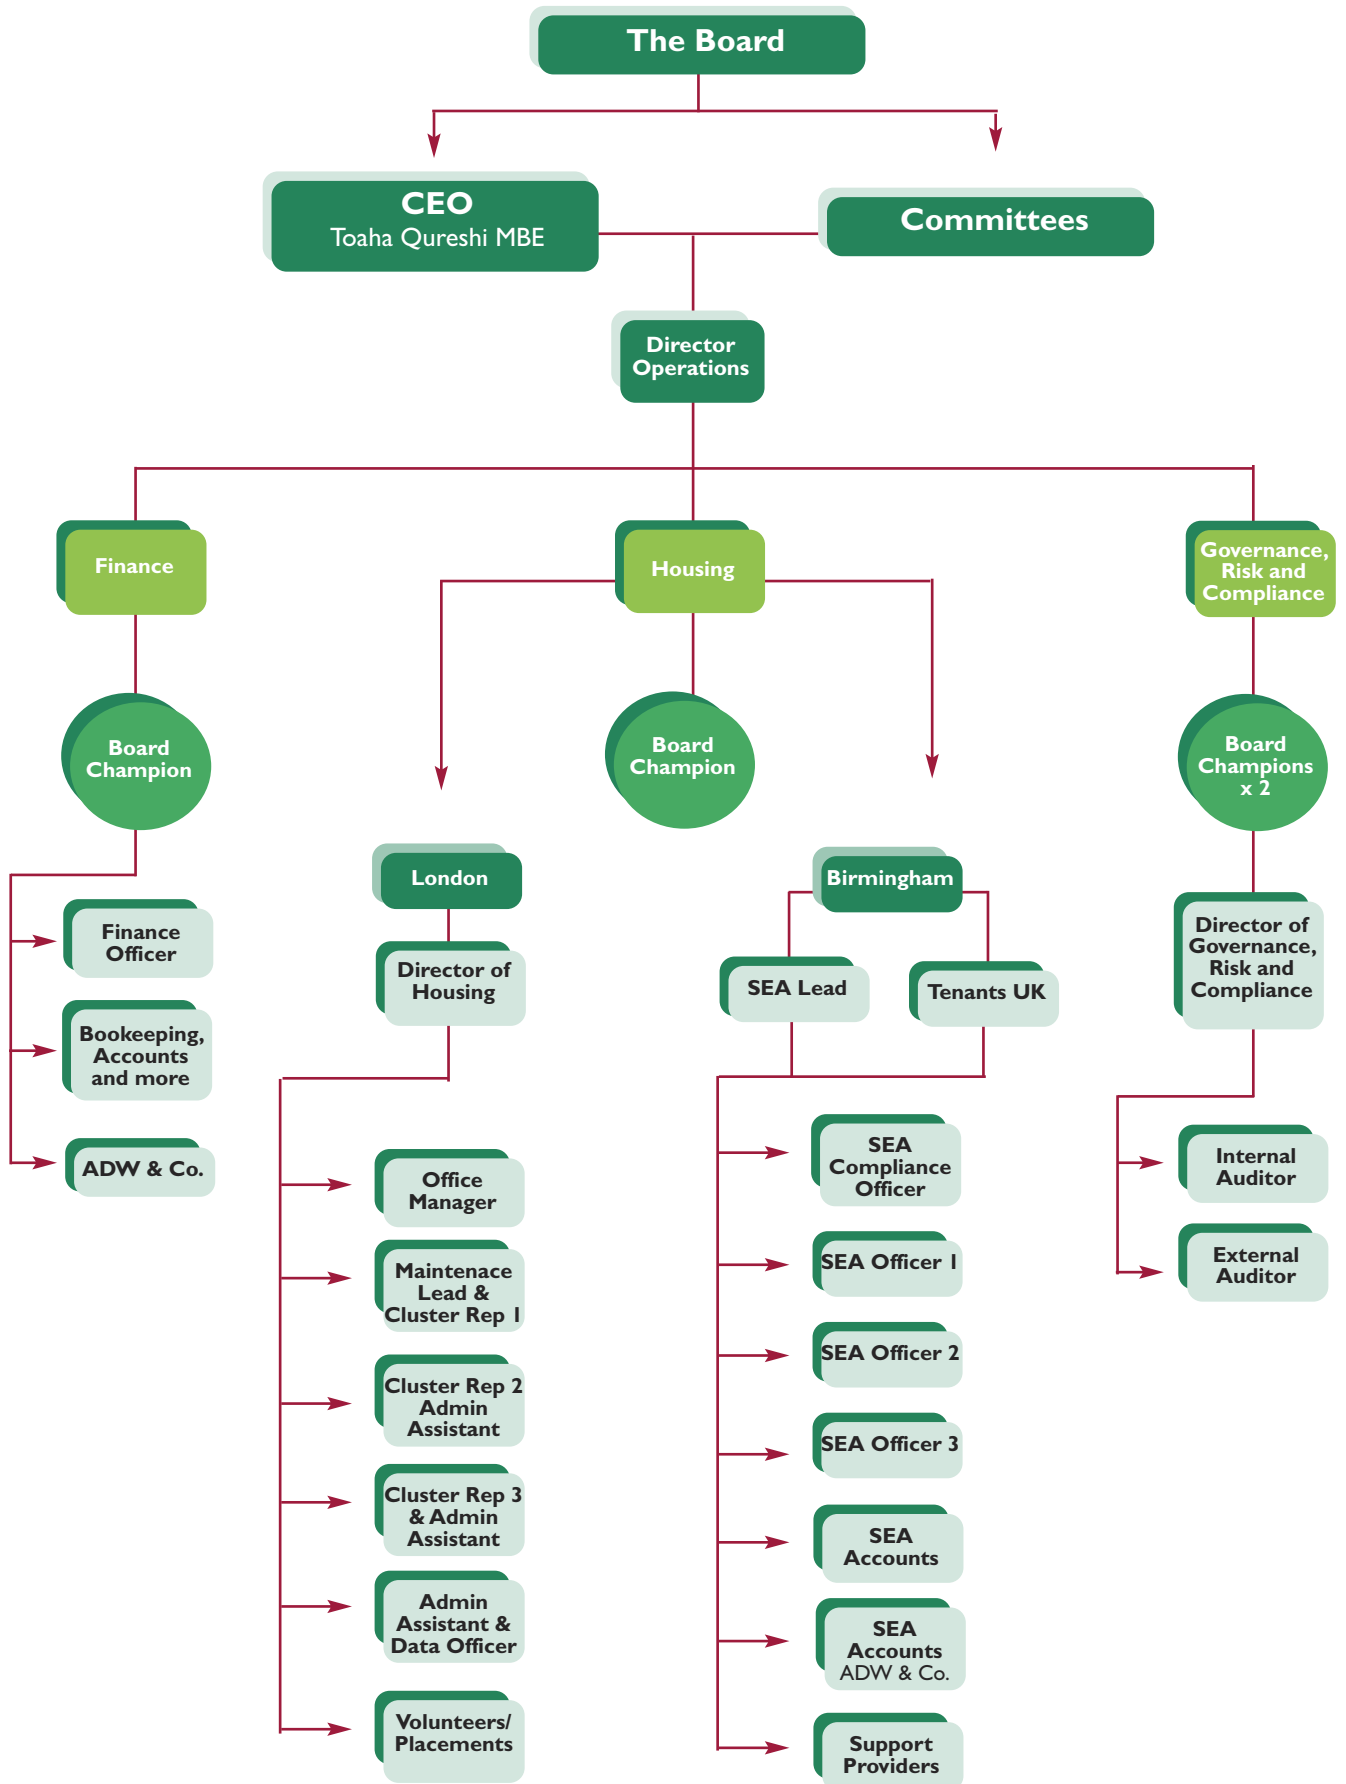 The Board
CEO
Toaha Qureshi MBE
Committees
Director
Operations
Finance
Housing
Governance,
Risk and
Compliance
Board
Champion
Board
Champion
Board
Champions
x 2
Finance
Officer
Bookeeping,
Accounts
and more
ADW & Co.
London
Director of
Housing
Office
Manager
Maintenace
Lead &
Cluster Rep 1
Cluster Rep 2
Admin
Assistant
Cluster Rep 3
& Admin
Assistant
Admin
Assistant &
Data Officer
Volunteers/
Placements
Birmingham
SEA Lead
Tenants UK
SEA
Compliance
Officer
SEA Officer 1
SEA Officer 2
SEA Officer 3
SEA
Accounts
SEA
Accounts
ADW & Co.
Support
Providers
Director of
Governance,
Risk and
Compliance
Internal
Auditor
External
Auditor